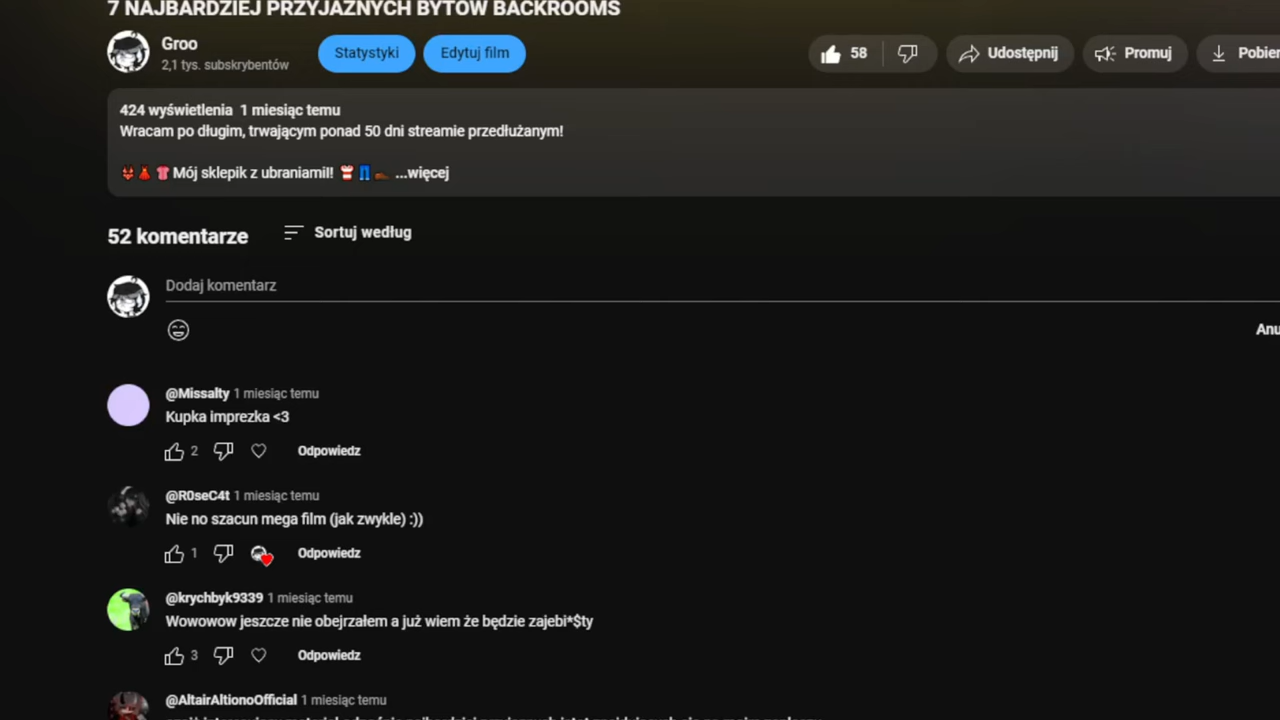 7 NAJBARDZIEJ PRZYJAZNYCH BYTÓW BACKROOMS
Groo
2,1 tys. subskrybentów
Statystyki
Edytuj film
58
Udostępnij
Promuj
Pobier
424 wyświetlenia 1 miesiąc temu
Wracam po długim, trwającym ponad 50 dni streamie przedłużanym!
Mój sklepik z ubraniami! ...więcej
52 komentarze
Sortuj według
Dodaj komentarz
Anu
@Missalty 1 miesiąc temu
Kupka imprezka <3
2
Odpowiedz
@R0seC4t 1 miesiąc temu
Nie no szacun mega film (jak zwykle) :))
1
Odpowiedz
@krychbyk9339 1 miesiąc temu
Wowowow jeszcze nie obejrzałem a już wiem że będzie zajebi*$ty
3
Odpowiedz
@AltairAltionoOfficial 1 miesiąc temu